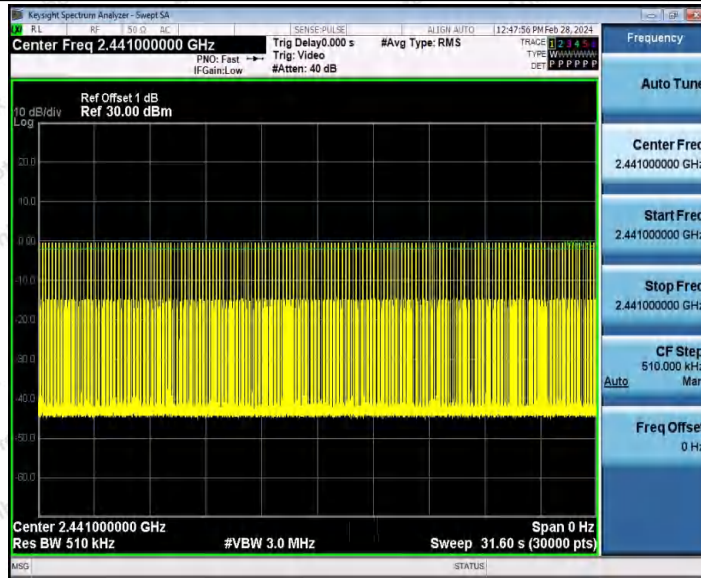 Keysight Spectrum Analyzer - Swept SA
RL RF 50 Ω AC SENSE:PULSE ALIGN AUTO 12:47:56 PM Feb 28, 2024
Center Freq 2.441000000 GHz
PNO: Fast
IFGain:Low
Trig Delay0.000 s
Trig: Video
#Atten: 40 dB
#Avg Type: RMS
TRACE 1 2 3 4 5 6
TYPE WWWWWW
DET P P P P P P
Frequency
Auto Tune
Center Freq
2.441000000 GHz
Start Freq
2.441000000 GHz
Stop Freq
2.441000000 GHz
CF Step
510.000 kHz
Auto Man
Freq Offset
0 Hz
Ref Offset 1 dB
10 dB/div Ref 30.00 dBm
Log
20.0
10.0
0.00
-10.0
-20.0
-30.0
-40.0
-50.0
-60.0
Center 2.441000000 GHz Span 0 Hz
Res BW 510 kHz #VBW 3.0 MHz Sweep 31.60 s (30000 pts)
MSG STATUS